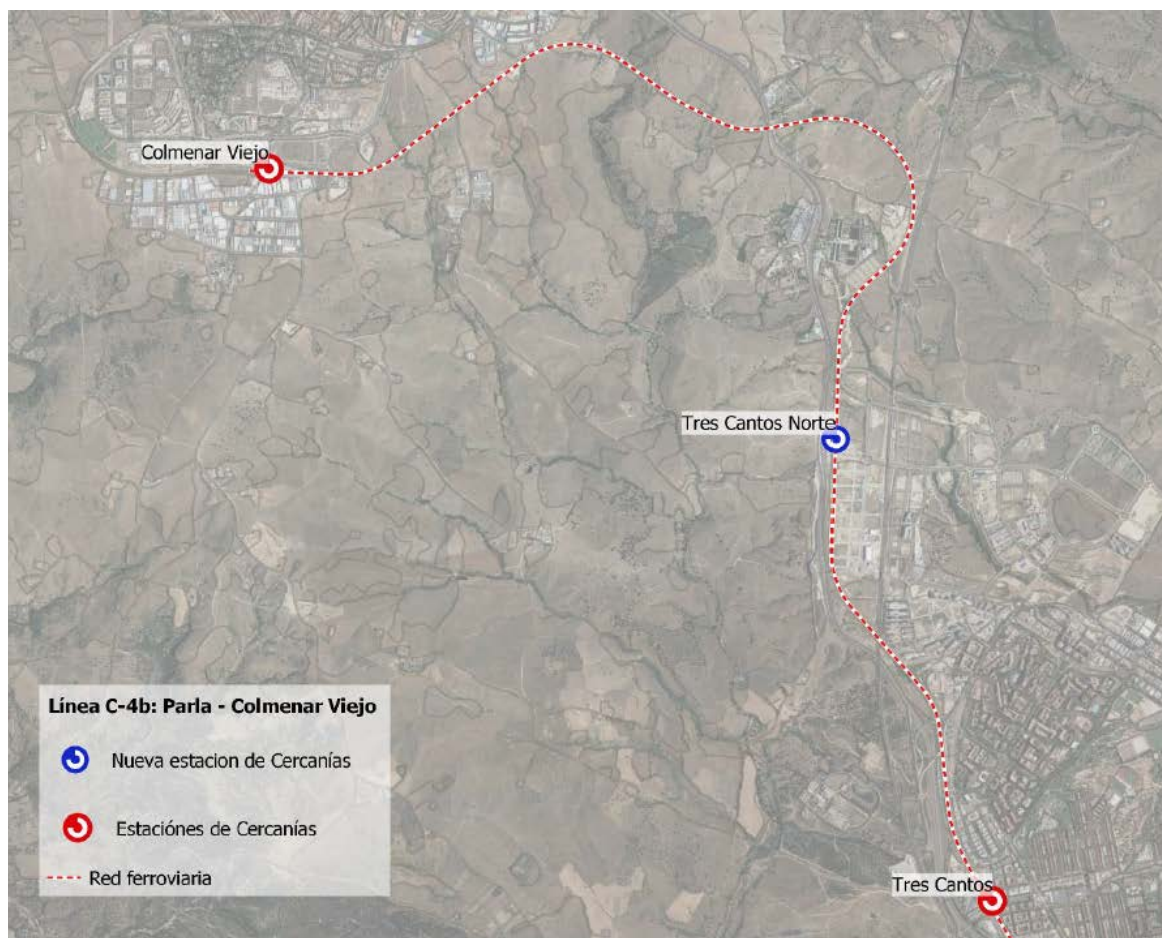 Colmenar Viejo
Tres Cantos Norte
Línea C-4b: Parla - Colmenar Viejo
Nueva estacion de Cercanías
Estaciónes de Cercanías
Red ferroviaria
Tres Cantos